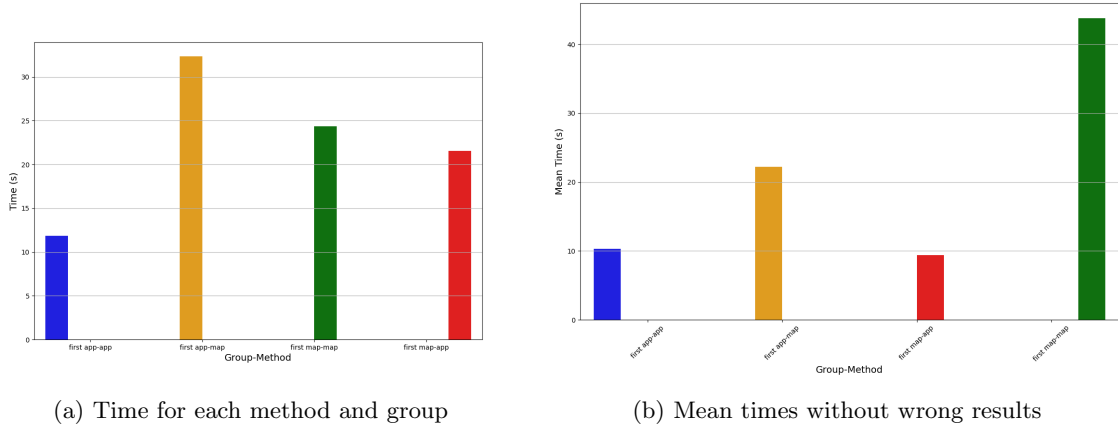 30
25
20
15
10
5
0
Time (s)
first app-app
first app-map
first map-map
first map-app
Group-Method
(a) Time for each method and group
40
30
20
10
0
Mean Time (s)
first app-app
first app-map
first map-app
first map-map
Group-Method
(b) Mean times without wrong results